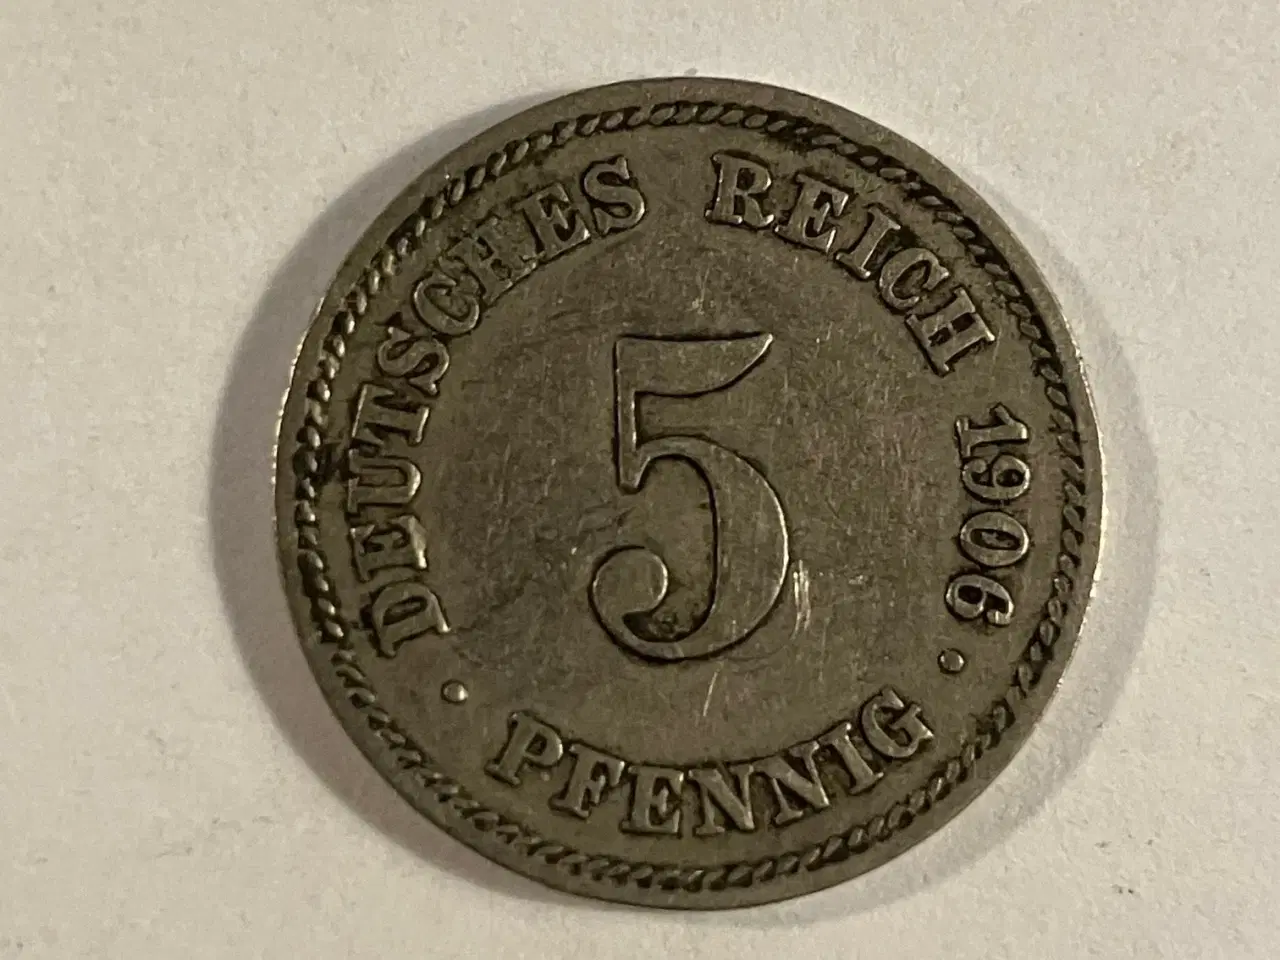 DEUTSCHES REICH 1906
5
· PFENNIG ·